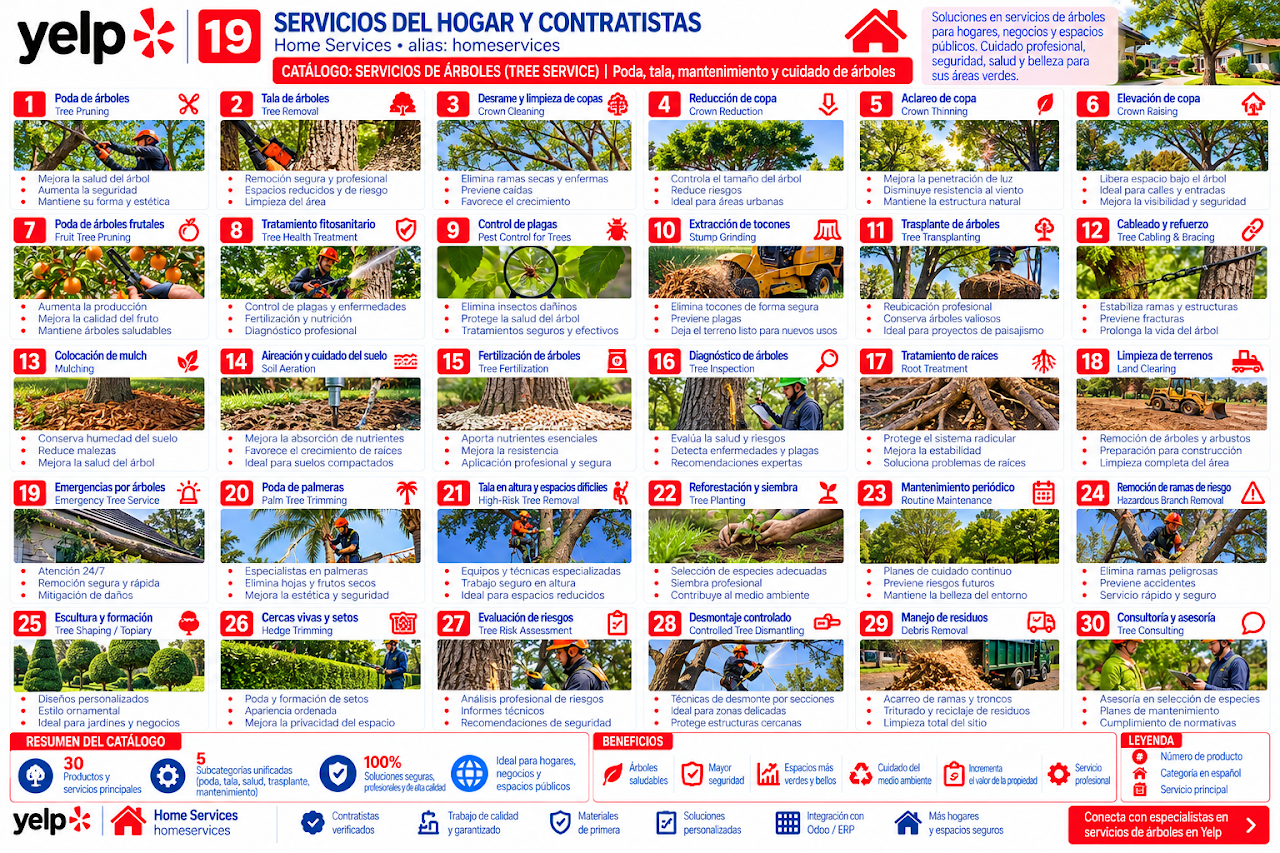 yelp
19
SERVICIOS DEL HOGAR Y CONTRATISTAS
Home Services • alias: homeservices
CATÁLOGO: SERVICIOS DE ÁRBOLES (TREE SERVICE) | Poda, tala, mantenimiento y cuidado de árboles
Soluciones en servicios de árboles
para hogares, negocios y espacios
públicos. Cuidado profesional,
seguridad, salud y belleza para
sus áreas verdes.
1
Poda de árboles
Tree Pruning
• Mejora la salud del árbol
• Aumenta la seguridad
• Mantiene su forma y estética
2
Tala de árboles
Tree Removal
• Remoción segura y profesional
• Espacios reducidos y de riesgo
• Limpieza del área
3
Desrame y limpieza de copas
Crown Cleaning
• Elimina ramas secas y enfermas
• Previene caídas
• Favorece el crecimiento
4
Reducción de copa
Crown Reduction
• Controla el tamaño del árbol
• Reduce riesgos
• Ideal para áreas urbanas
5
Aclareo de copa
Crown Thinning
• Mejora la penetración de luz
• Disminuye resistencia al viento
• Mantiene la estructura natural
6
Elevación de copa
Crown Raising
• Libera espacio bajo el árbol
• Ideal para calles y entradas
• Mejora la visibilidad y seguridad
7
Poda de árboles frutales
Fruit Tree Pruning
• Aumenta la producción
• Mejora la calidad del fruto
• Mantiene árboles saludables
8
Tratamiento fitosanitario
Tree Health Treatment
• Control de plagas y enfermedades
• Fertilización y nutrición
• Diagnóstico profesional
9
Control de plagas
Pest Control for Trees
• Elimina insectos dañinos
• Protege la salud del árbol
• Tratamientos seguros y efectivos
10
Extracción de tocones
Stump Grinding
• Elimina tocones de forma segura
• Previene plagas
• Deja el terreno listo para nuevos usos
11
Trasplante de árboles
Tree Transplanting
• Reubicación profesional
• Conserva árboles valiosos
• Ideal para proyectos de paisajismo
12
Cableado y refuerzo
Tree Cabling & Bracing
• Estabiliza ramas y estructuras
• Previene fracturas
• Prolonga la vida del árbol
13
Colocación de mulch
Mulching
• Conserva humedad del suelo
• Reduce malezas
• Mejora la salud del árbol
14
Aireación y cuidado del suelo
Soil Aeration
• Mejora la absorción de nutrientes
• Favorece el crecimiento de raíces
• Ideal para suelos compactados
15
Fertilización de árboles
Tree Fertilization
• Aporta nutrientes esenciales
• Mejora la resistencia
• Aplicación profesional y segura
16
Diagnóstico de árboles
Tree Inspection
• Evalúa la salud y riesgos
• Detecta enfermedades y plagas
• Recomendaciones expertas
17
Tratamiento de raíces
Root Treatment
• Protege el sistema radicular
• Mejora la estabilidad
• Soluciona problemas de raíces
18
Limpieza de terrenos
Land Clearing
• Remoción de árboles y arbustos
• Preparación para construcción
• Limpieza completa del área
19
Emergencias por árboles
Emergency Tree Service
• Atención 24/7
• Remoción segura y rápida
• Mitigación de daños
20
Poda de palmeras
Palm Tree Trimming
• Especialistas en palmeras
• Elimina hojas y frutos secos
• Mejora la estética y seguridad
21
Tala en altura y espacios difíciles
High-Risk Tree Removal
• Equipos y técnicas especializadas
• Trabajo seguro en altura
• Ideal para espacios reducidos
22
Reforestación y siembra
Tree Planting
• Selección de especies adecuadas
• Siembra profesional
• Contribuye al medio ambiente
23
Mantenimiento periódico
Routine Maintenance
• Planes de cuidado continuo
• Previene riesgos futuros
• Mantiene la belleza del entorno
24
Remoción de ramas de riesgo
Hazardous Branch Removal
• Elimina ramas peligrosas
• Previene accidentes
• Servicio rápido y seguro
25
Escultura y formación
Tree Shaping / Topiary
• Diseños personalizados
• Estilo ornamental
• Ideal para jardines y negocios
26
Cercas vivas y setos
Hedge Trimming
• Poda y formación de setos
• Apariencia ordenada
• Mejora la privacidad del espacio
27
Evaluación de riesgos
Tree Risk Assessment
• Análisis profesional de riesgos
• Informes técnicos
• Recomendaciones de seguridad
28
Desmontaje controlado
Controlled Tree Dismantling
• Técnicas de desmonte por secciones
• Ideal para zonas delicadas
• Protege estructuras cercanas
29
Manejo de residuos
Debris Removal
• Acarreo de ramas y troncos
• Triturado y reciclaje de residuos
• Limpieza total del sitio
30
Consultoría y asesoría
Tree Consulting
• Asesoría en selección de especies
• Planes de mantenimiento
• Cumplimiento de normativas
RESUMEN DEL CATÁLOGO
30
Productos y
servicios principales
5
Subcategorías unificadas
(poda, tala, salud, trasplante,
mantenimiento)
100%
Soluciones seguras,
profesionales y de alta calidad
Ideal para hogares,
negocios y
espacios públicos
BENEFICIOS
Árboles
saludables
Mayor
seguridad
Espacios más
verdes y bellos
Cuidado del
medio ambiente
Incrementa
el valor de la propiedad
Servicio
profesional
LEYENDA
# Número de producto
Categoría en español
Servicio principal
yelp
Home Services
homeservices
Contratistas
verificados
Trabajo de calidad
y garantizado
Materiales
de primera
Soluciones
personalizadas
Integración con
Odoo / ERP
Más hogares
y espacios seguros
Conecta con especialistas en
servicios de árboles en Yelp